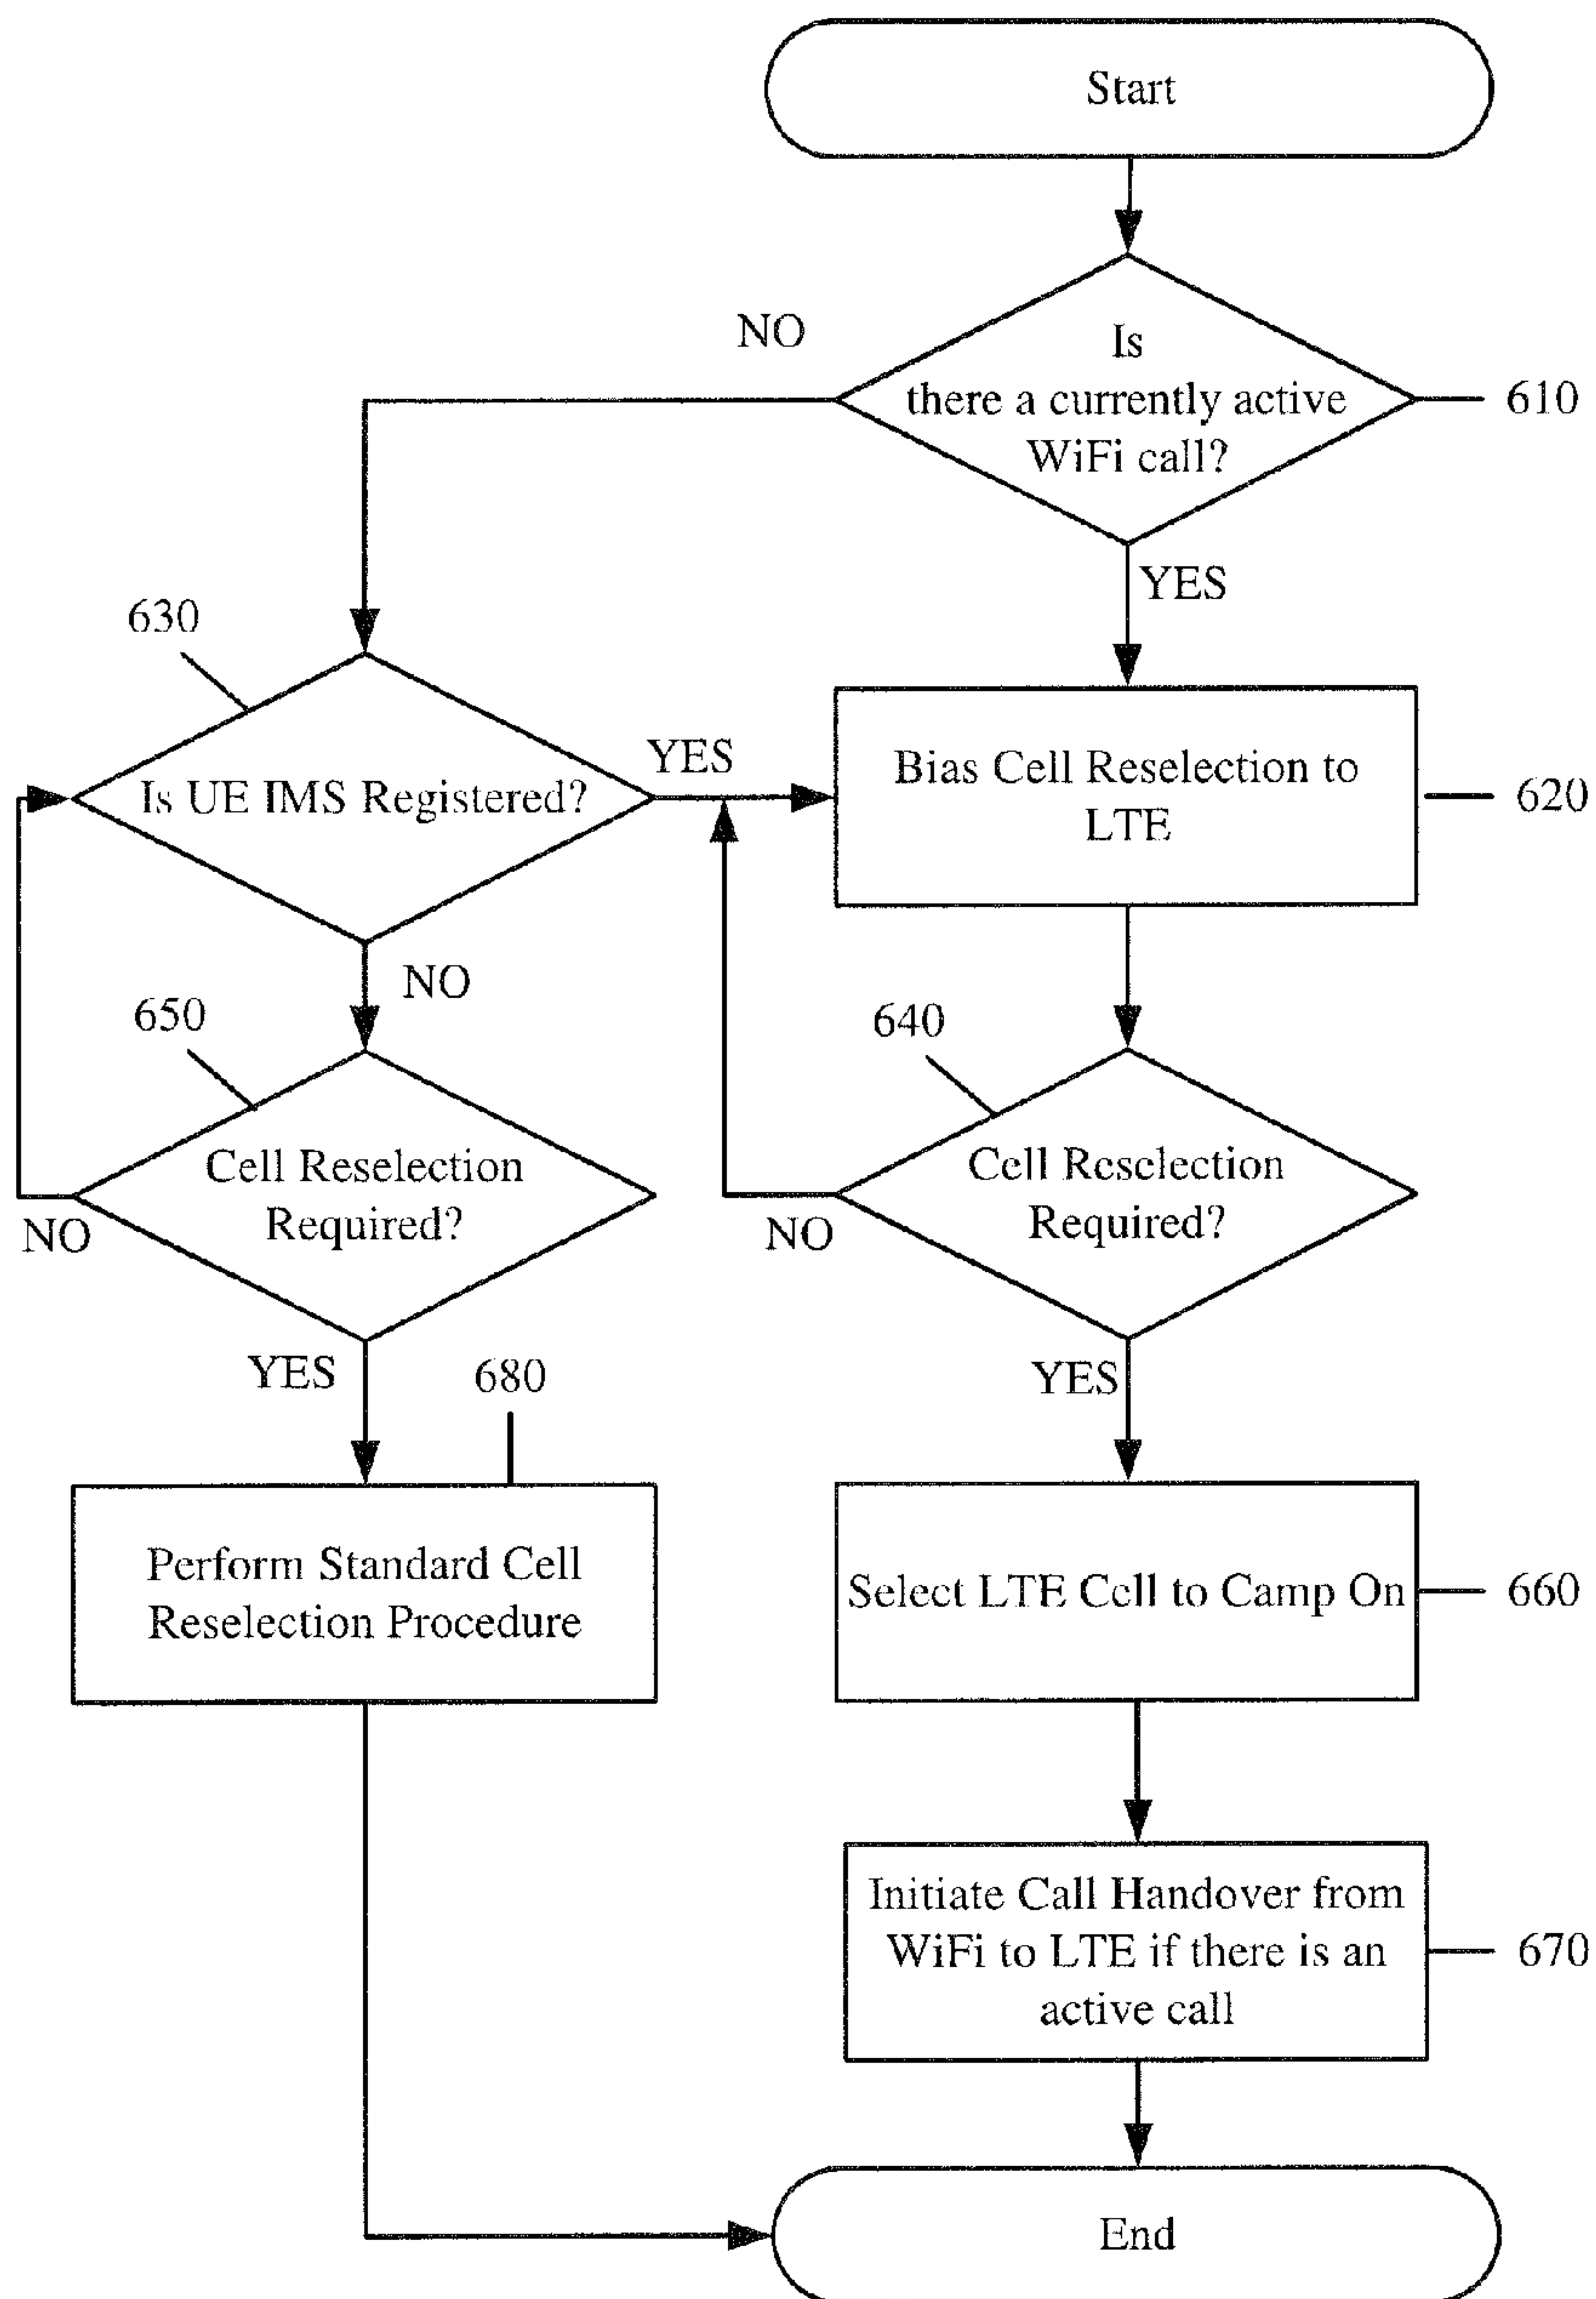 Start
NO
Is
there a currently active
WiFi call?
610
YES
630
Is UE IMS Registered?
YES
Bias Cell Reselection to
LTE
620
NO
650
640
Cell Reselection
Required?
NO
Cell Reselection
Required?
NO
YES
680
YES
Perform Standard Cell
Reselection Procedure
Select LTE Cell to Camp On
660
Initiate Call Handover from
WiFi to LTE if there is an
active call
670
End